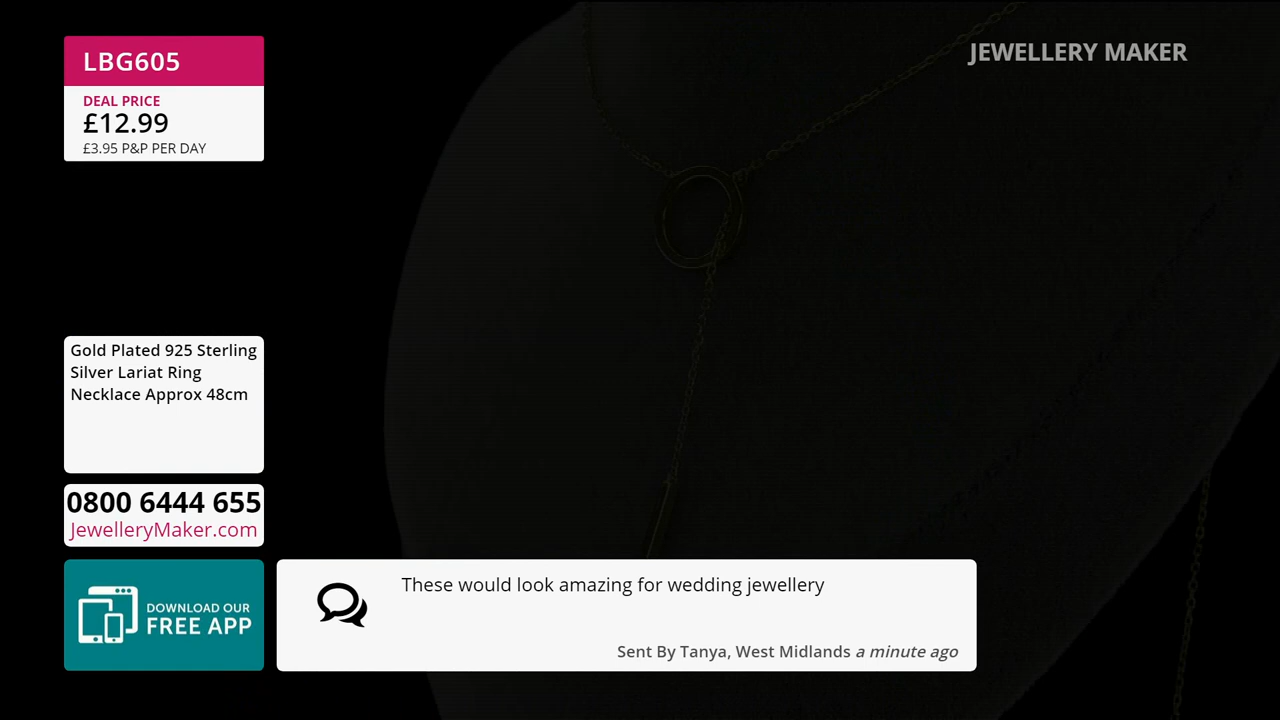 LBG605
DEAL PRICE
£12.99
£3.95 P&P PER DAY
JEWELLERY MAKER
Gold Plated 925 Sterling
Silver Lariat Ring
Necklace Approx 48cm
0800 6444 655
JewelleryMaker.com
DOWNLOAD OUR
FREE APP
These would look amazing for wedding jewellery
Sent By Tanya, West Midlands a minute ago